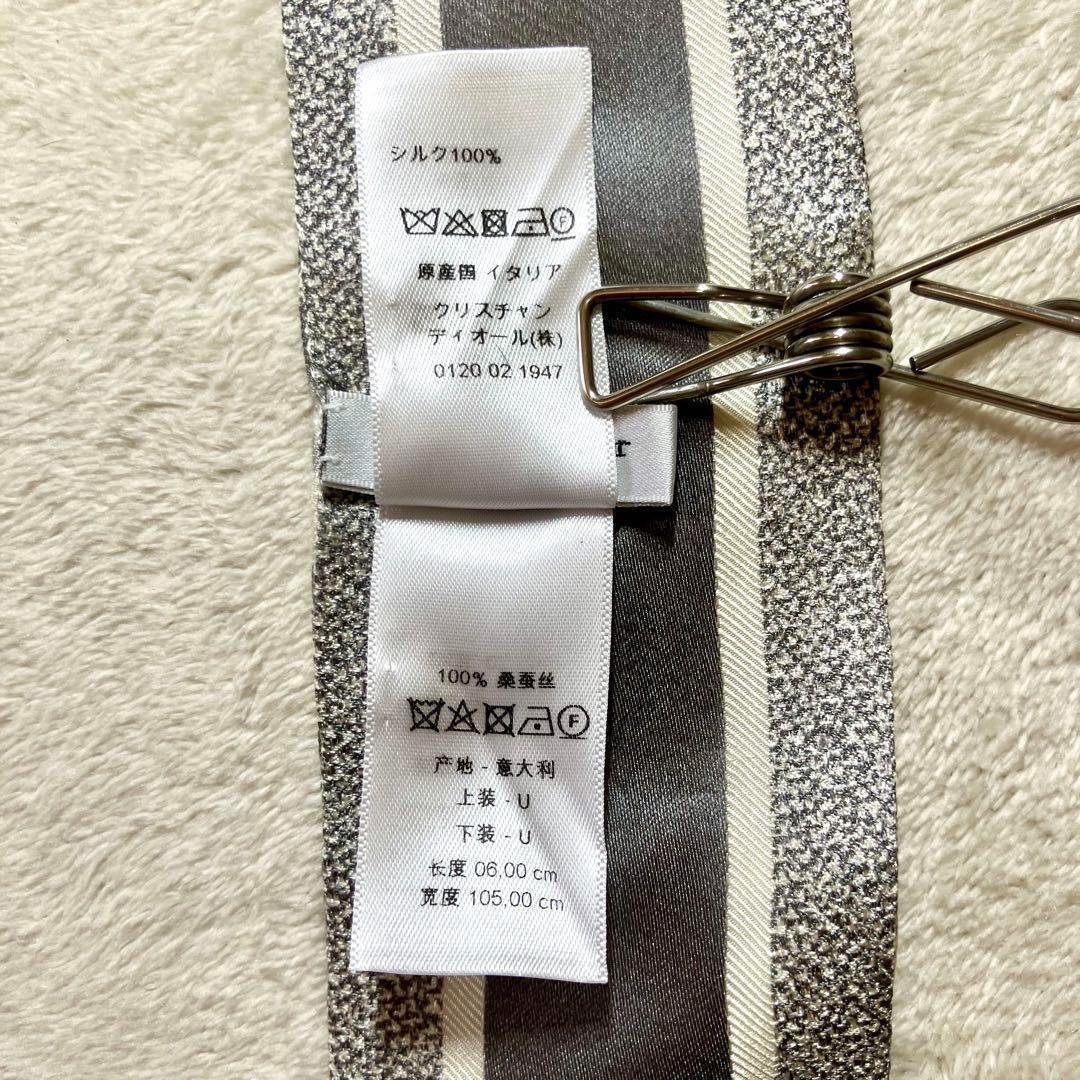 シルク100%
F
原産国 イタリア
クリスチャン
ディオール(株)
0120 02 1947
r
100% 桑蚕丝
F
产地 - 意大利
上装 - U
下装 - U
长度 06,00 cm
宽度 105,00 cm